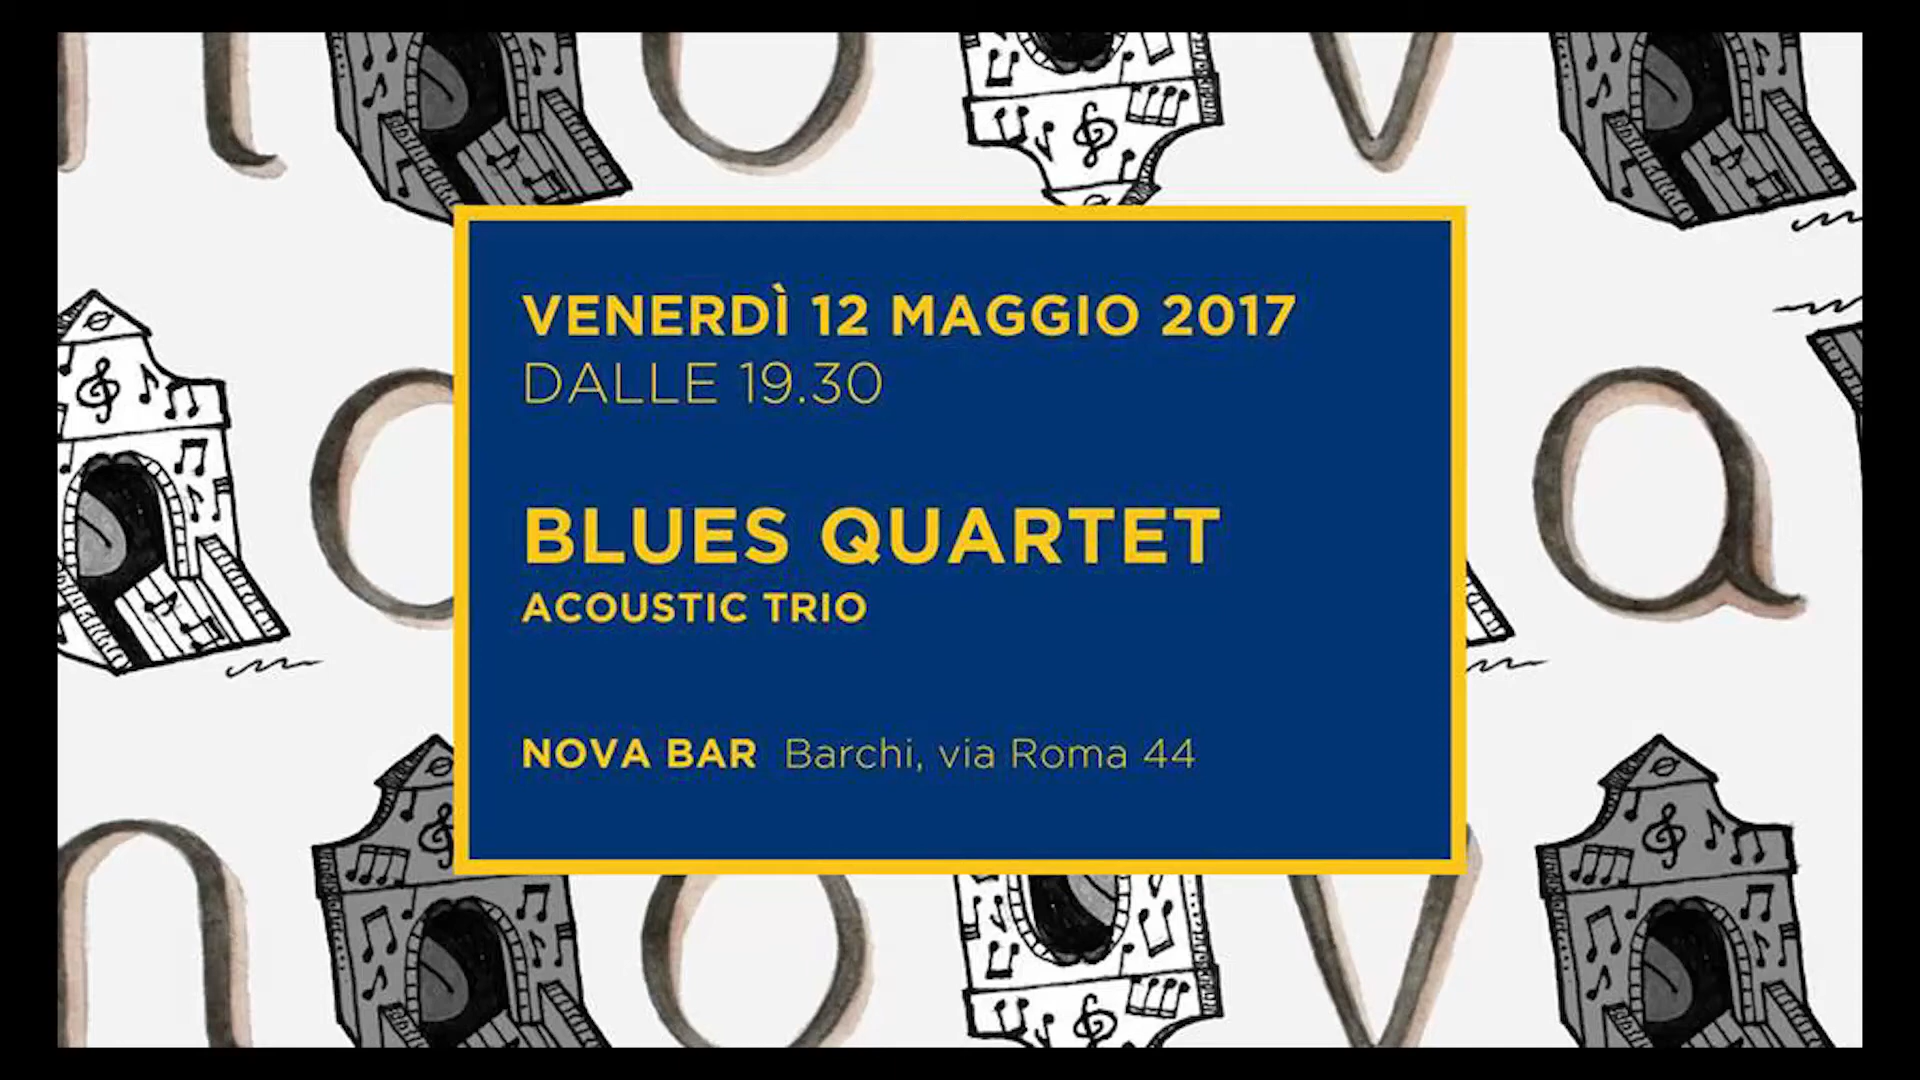 VENERDÌ 12 MAGGIO 2017
DALLE 19.30
BLUES QUARTET
ACOUSTIC TRIO
NOVA BAR Barchi, via Roma 44